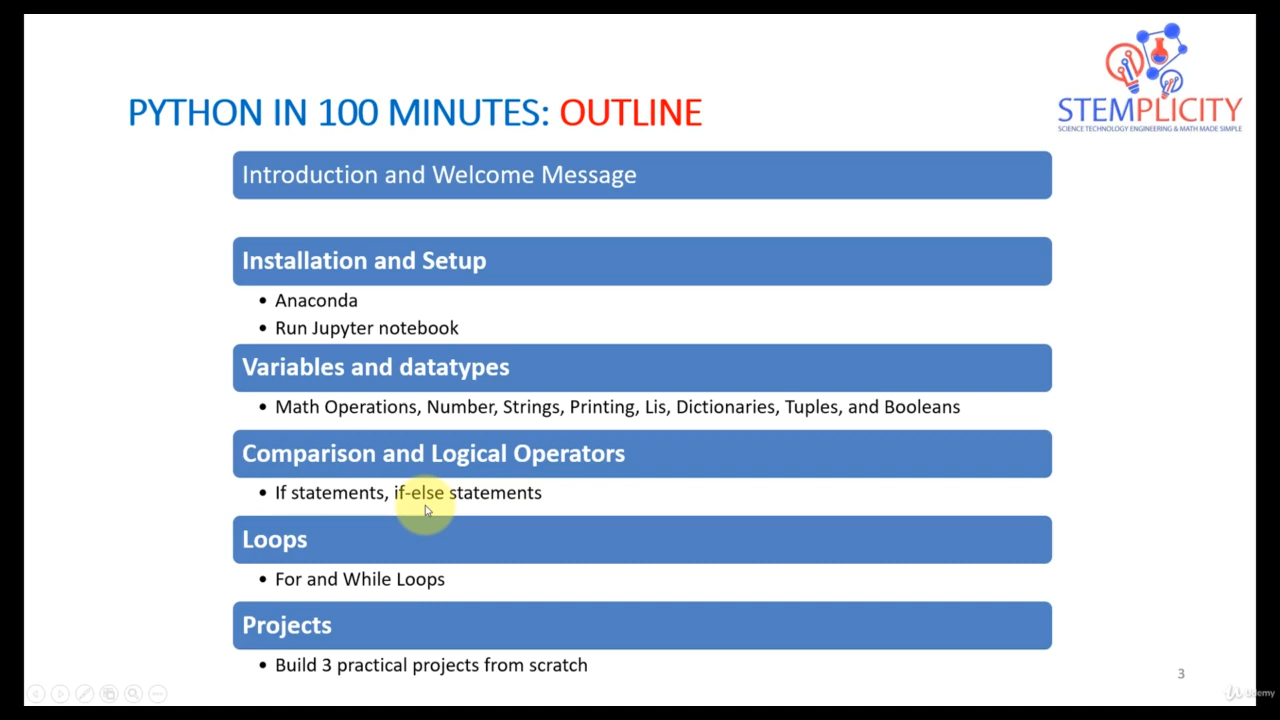 STEMPLICITY
SCIENCE TECHNOLOGY ENGINEERING & MATH MADE SIMPLE
PYTHON IN 100 MINUTES: OUTLINE
Introduction and Welcome Message
Installation and Setup
• Anaconda
• Run Jupyter notebook
Variables and datatypes
• Math Operations, Number, Strings, Printing, Lis, Dictionaries, Tuples, and Booleans
Comparison and Logical Operators
• If statements, if-else statements
Loops
• For and While Loops
Projects
• Build 3 practical projects from scratch
3
Udemy